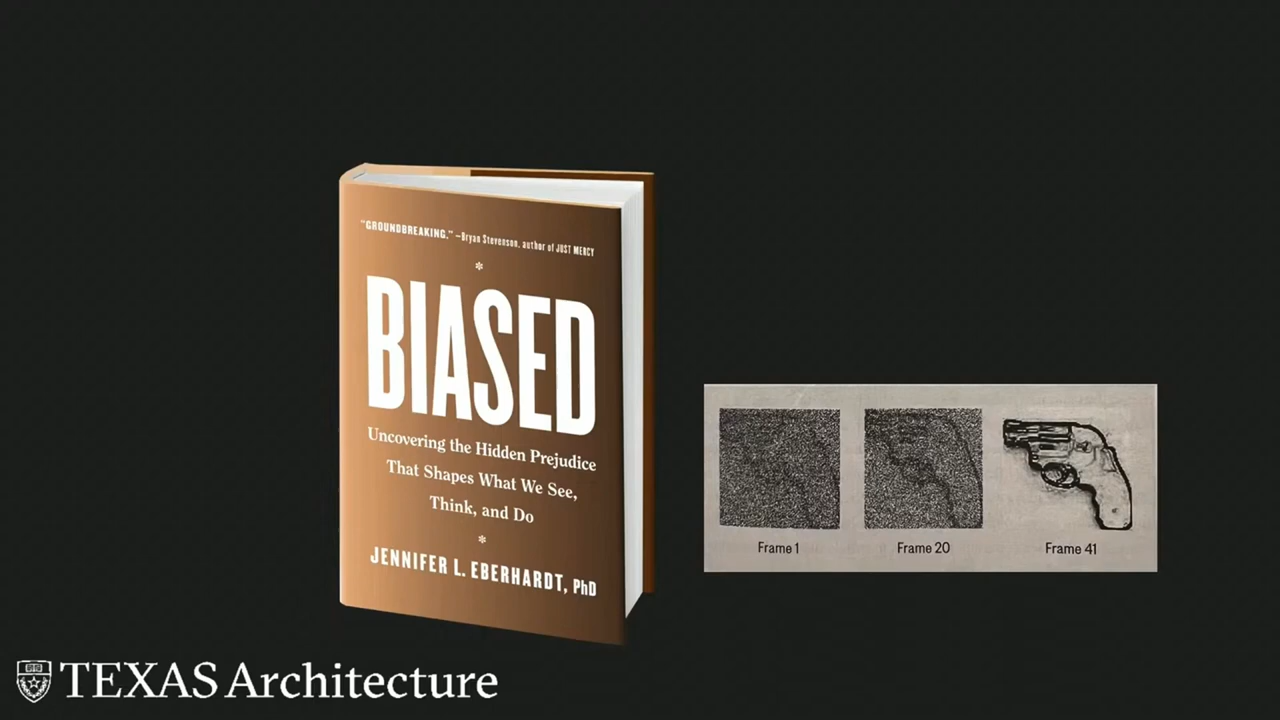 "GROUNDBREAKING." —Bryan Stevenson, author of JUST MERCY
BIASED
Uncovering the Hidden Prejudice
That Shapes What We See,
Think, and Do
JENNIFER L. EBERHARDT, PhD
Frame 1
Frame 20
Frame 41
TEXAS Architecture